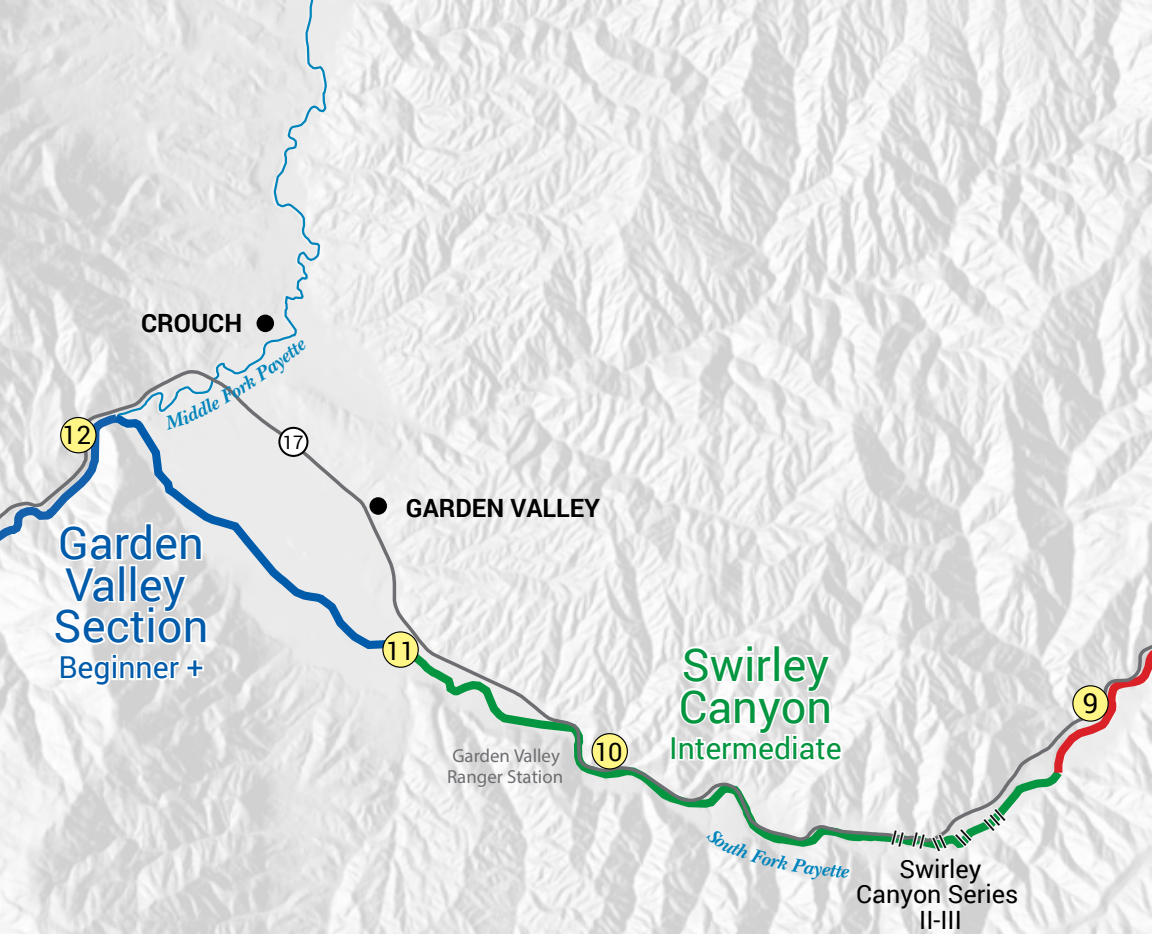 CROUCH
Middle Fork Payette
12
17
GARDEN VALLEY
Garden
Valley
Section
Beginner +
11
Swirley
Canyon
Intermediate
9
10
Garden Valley
Ranger Station
South Fork Payette
Swirley
Canyon Series
II-III